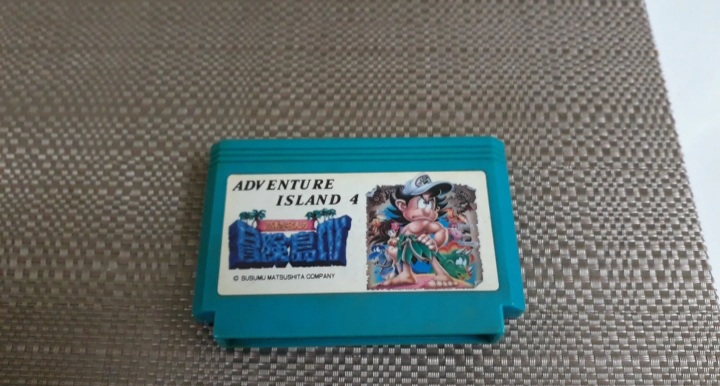 ADVENTURE
ISLAND 4
冒険島IV
© SUSUMU MATSUSHITA COMPANY